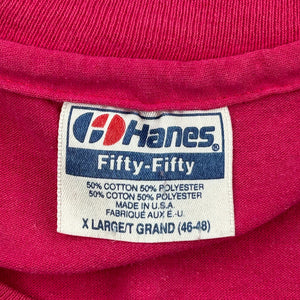 Hanes®
Fifty-Fifty
50% COTTON 50% POLYESTER
50% COTON 50% POLYESTER
MADE IN U.S.A.
FABRIQUÉ AUX É.-U.
X LARGE/T GRAND (46-48)